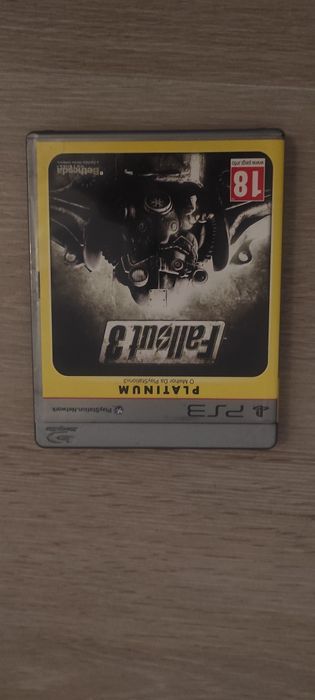 PS3
PlayStation Network
PLATINUM
O Melhor Da PlayStation3
Fallout 3
18
www.pegi.info
Bethesda